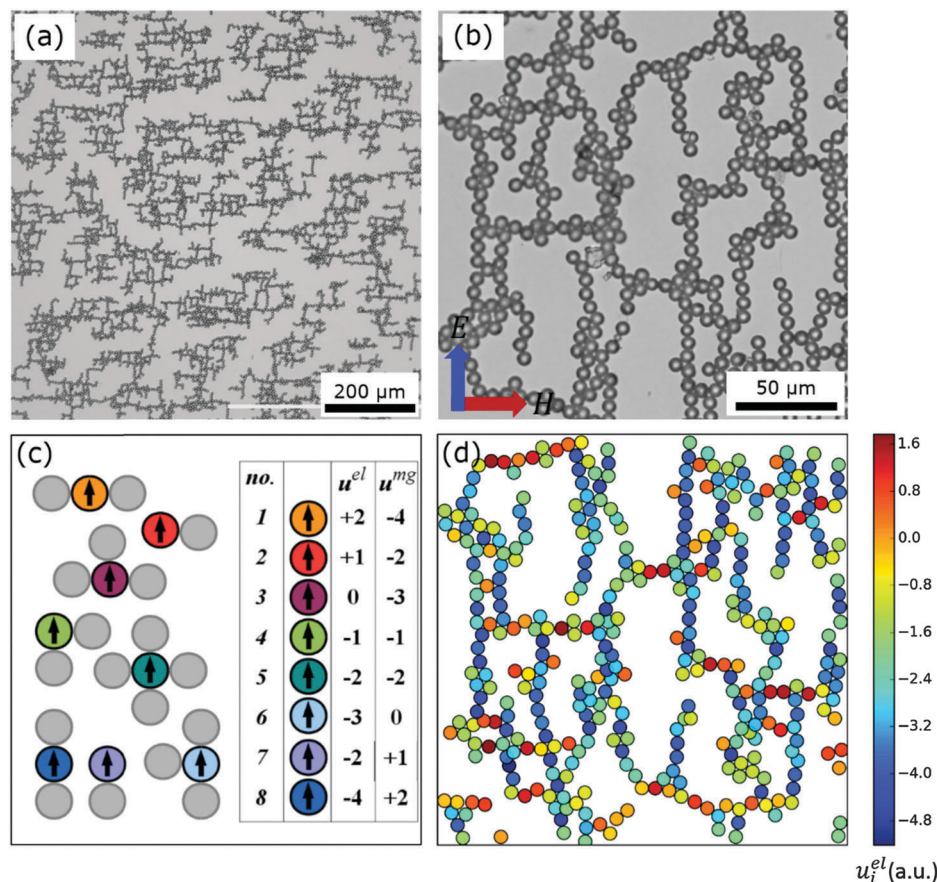 (a)
200 μm
(b)
E
H
50 μm
(c)
no. u^el u^mg
1 +2 -4
2 +1 -2
3 0 -3
4 -1 -1
5 -2 -2
6 -3 0
7 -2 +1
8 -4 +2
(d)
1.6
0.8
0.0
−0.8
−1.6
−2.4
−3.2
−4.0
−4.8
u_i^el (a.u.)